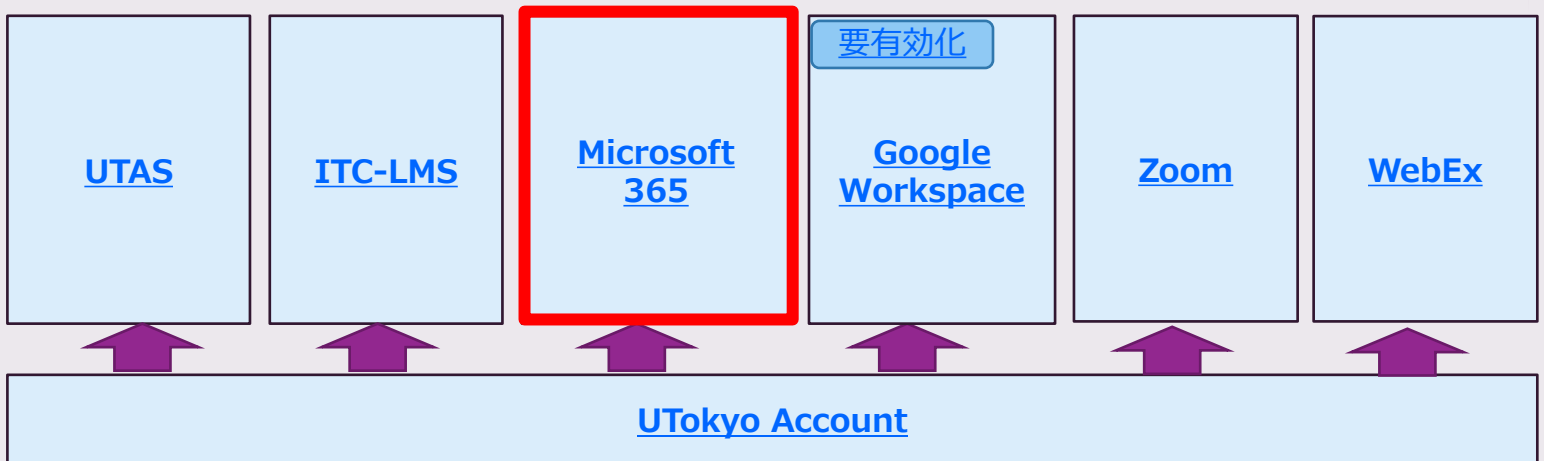 要有効化
UTAS
ITC-LMS
Microsoft
365
Google
Workspace
Zoom
WebEx
UTokyo Account